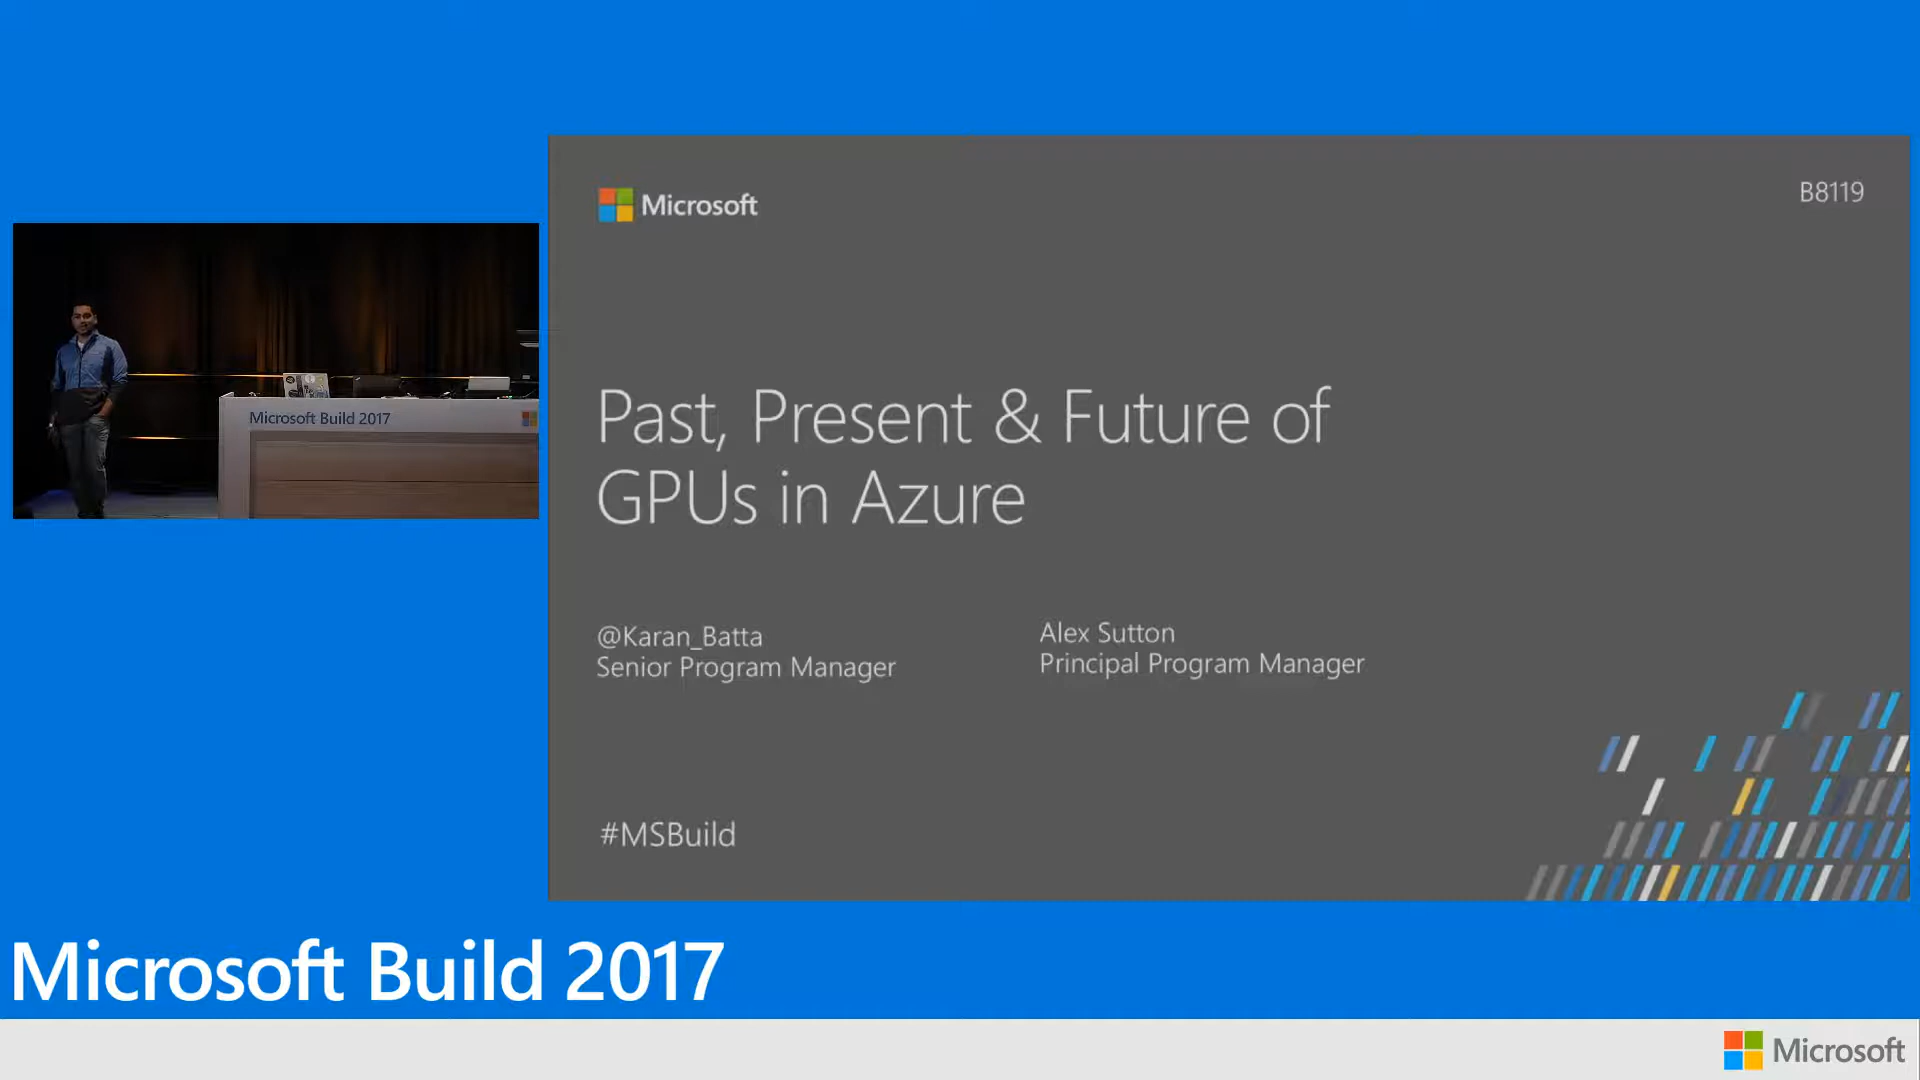 Microsoft
B8119
Past, Present & Future of
GPUs in Azure
@Karan_Batta
Senior Program Manager
Alex Sutton
Principal Program Manager
#MSBuild
Microsoft Build 2017
Microsoft Build 2017
Microsoft